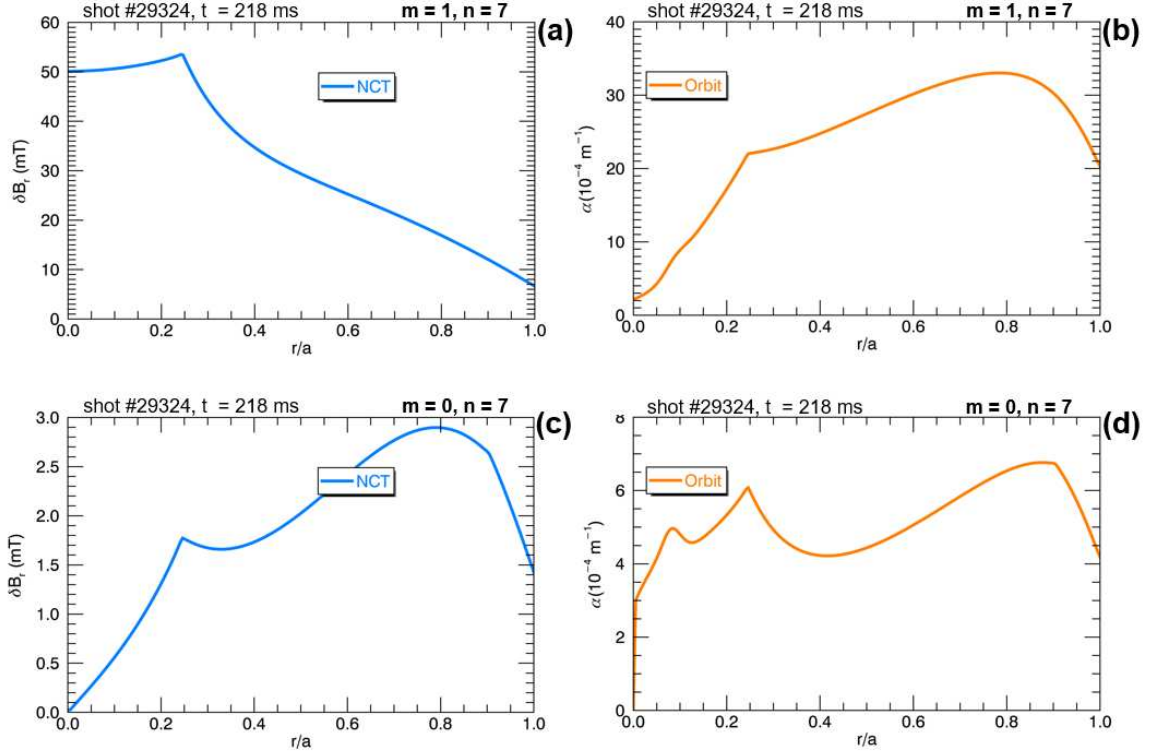 shot #29324, t = 218 ms m = 1, n = 7 (a)
60
50
40
30
20
10
0
δB_r (mT)
NCT
0.0 0.2 0.4 0.6 0.8 1.0
r/a
shot #29324, t = 218 ms m = 1, n = 7 (b)
40
30
20
10
0
α(10⁻⁴ m⁻¹)
Orbit
0.0 0.2 0.4 0.6 0.8 1.0
r/a
shot #29324, t = 218 ms m = 0, n = 7 (c)
3.0
2.5
2.0
1.5
1.0
0.5
0.0
δB_r (mT)
NCT
0.0 0.2 0.4 0.6 0.8 1.0
r/a
shot #29324, t = 218 ms m = 0, n = 7 (d)
8
6
4
2
0
α(10⁻⁴ m⁻¹)
Orbit
0.0 0.2 0.4 0.6 0.8 1.0
r/a